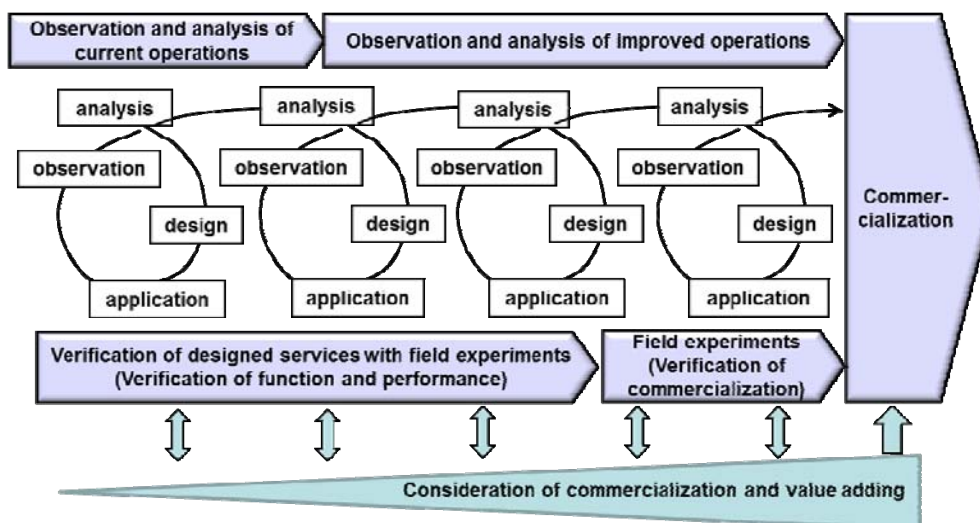 Observation and analysis of
current operations
Observation and analysis of improved operations
analysis
analysis
analysis
analysis
observation
observation
observation
observation
design
design
design
design
application
application
application
application
Commer-
cialization
Verification of designed services with field experiments
(Verification of function and performance)
Field experiments
(Verification of
commercialization)
Consideration of commercialization and value adding